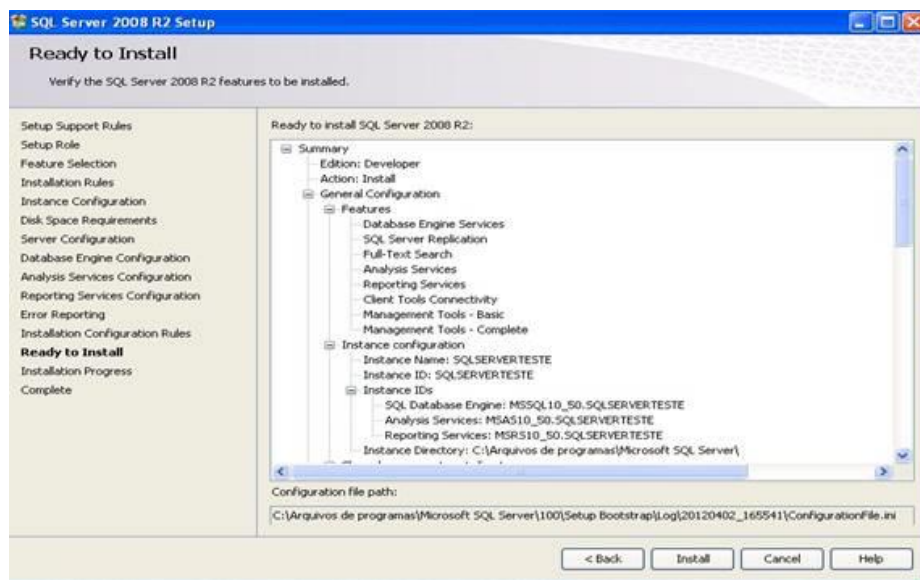 SQL Server 2008 R2 Setup
Ready to Install
Verify the SQL Server 2008 R2 features to be installed.
Setup Support Rules
Setup Role
Feature Selection
Installation Rules
Instance Configuration
Disk Space Requirements
Server Configuration
Database Engine Configuration
Analysis Services Configuration
Reporting Services Configuration
Error Reporting
Installation Configuration Rules
Ready to Install
Installation Progress
Complete
Ready to install SQL Server 2008 R2:
Summary
Edition: Developer
Action: Install
General Configuration
Features
Database Engine Services
SQL Server Replication
Full-Text Search
Analysis Services
Reporting Services
Client Tools Connectivity
Management Tools - Basic
Management Tools - Complete
Instance configuration
Instance Name: SQLSERVERTESTE
Instance ID: SQLSERVERTESTE
Instance IDs
SQL Database Engine: MSSQL10_50.SQLSERVERTESTE
Analysis Services: MSAS10_50.SQLSERVERTESTE
Reporting Services: MSRS10_50.SQLSERVERTESTE
Instance Directory: C:\Arquivos de programas\Microsoft SQL Server\
Configuration file path:
C:\Arquivos de programas\Microsoft SQL Server\100\Setup Bootstrap\Log\20120402_165541\ConfigurationFile.ini
< Back
Install
Cancel
Help